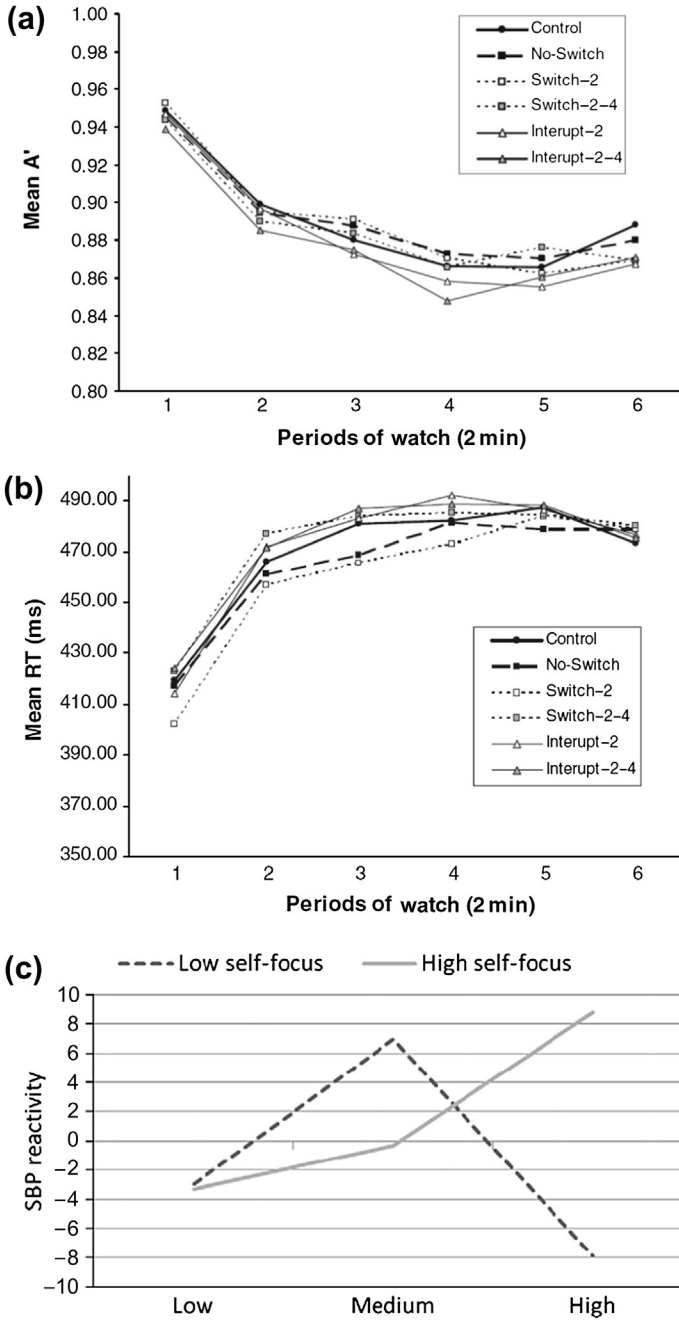 (a)
1.00
0.98
0.96
0.94
0.92
0.90
0.88
0.86
0.84
0.82
0.80
Mean A'
Control
No-Switch
Switch-2
Switch-2-4
Interupt-2
Interupt-2-4
1 2 3 4 5 6
Periods of watch (2 min)
(b)
490.00
470.00
450.00
430.00
410.00
390.00
370.00
350.00
Mean RT (ms)
Control
No-Switch
Switch-2
Switch-2-4
Interupt-2
Interupt-2-4
1 2 3 4 5 6
Periods of watch (2 min)
(c)
Low self-focus High self-focus
10
8
6
4
2
0
−2
−4
−6
−8
−10
SBP reactivity
Low Medium High